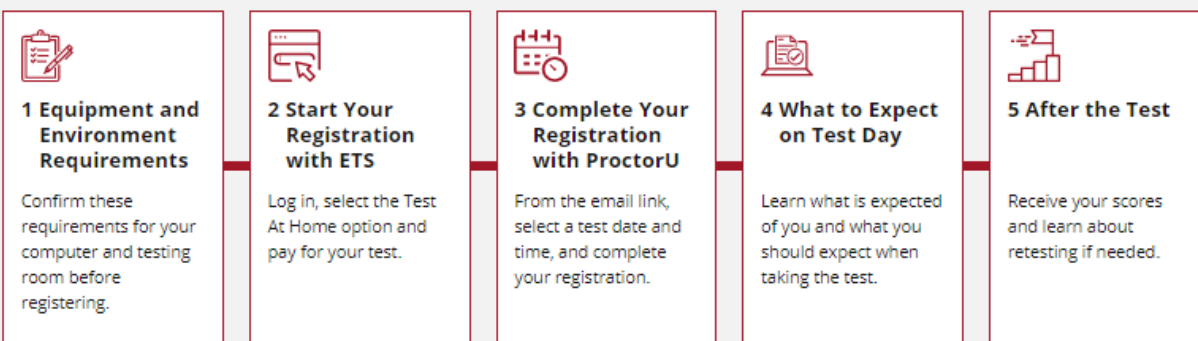 1 Equipment and
Environment
Requirements
Confirm these
requirements for your
computer and testing
room before
registering.
2 Start Your
Registration
with ETS
Log in, select the Test
At Home option and
pay for your test.
3 Complete Your
Registration
with ProctorU
From the email link,
select a test date and
time, and complete
your registration.
4 What to Expect
on Test Day
Learn what is expected
of you and what you
should expect when
taking the test.
5 After the Test
Receive your scores
and learn about
retesting if needed.